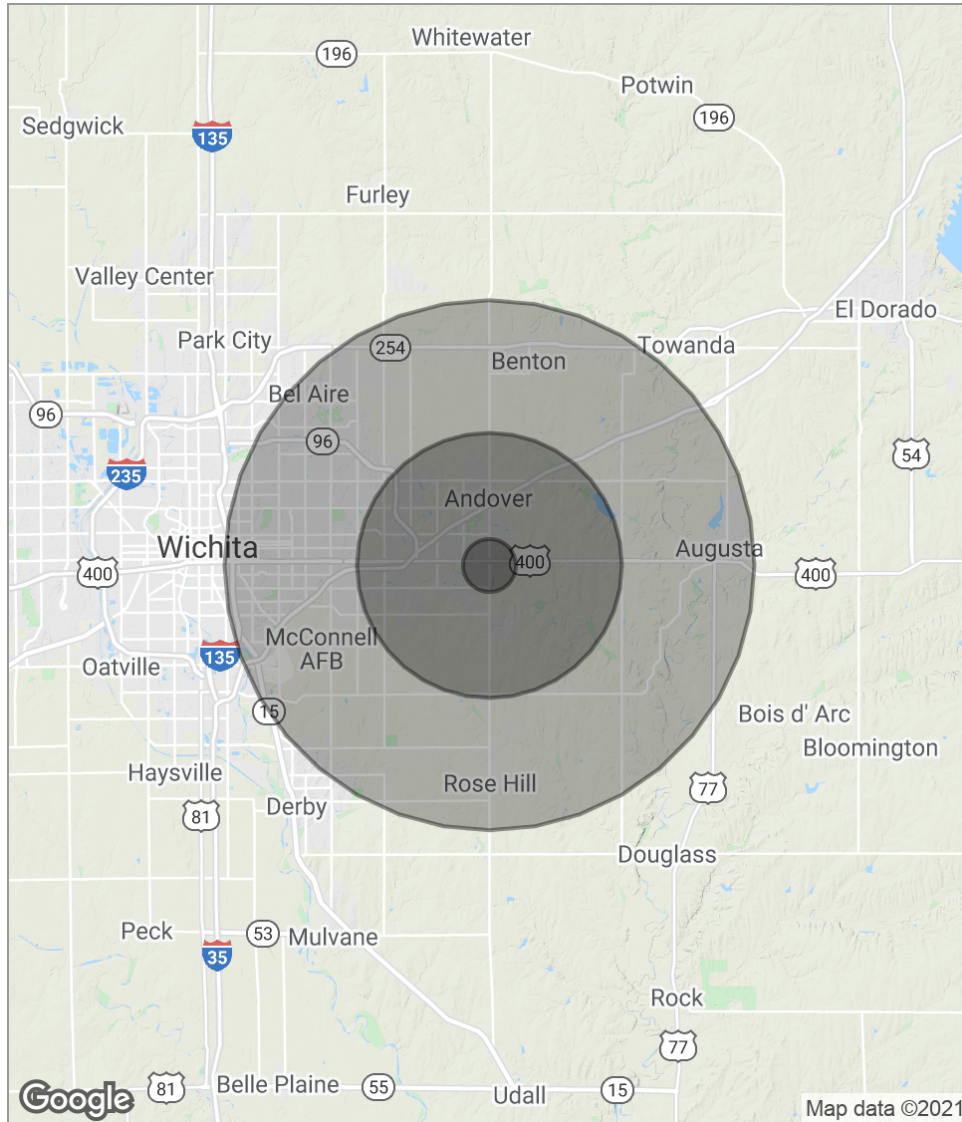 Whitewater
196
Potwin
196
Sedgwick
135
Furley
Valley Center
El Dorado
Park City
254
Towanda
Benton
Bel Aire
96
96
54
235
Andover
Wichita
Augusta
400
400
400
McConnell
AFB
135
Oatville
15
Bois d' Arc
Bloomington
Haysville
Rose Hill
77
Derby
81
Douglass
Peck
53
Mulvane
35
Rock
77
Belle Plaine
81
55
Udall
15
Google
Map data ©2021